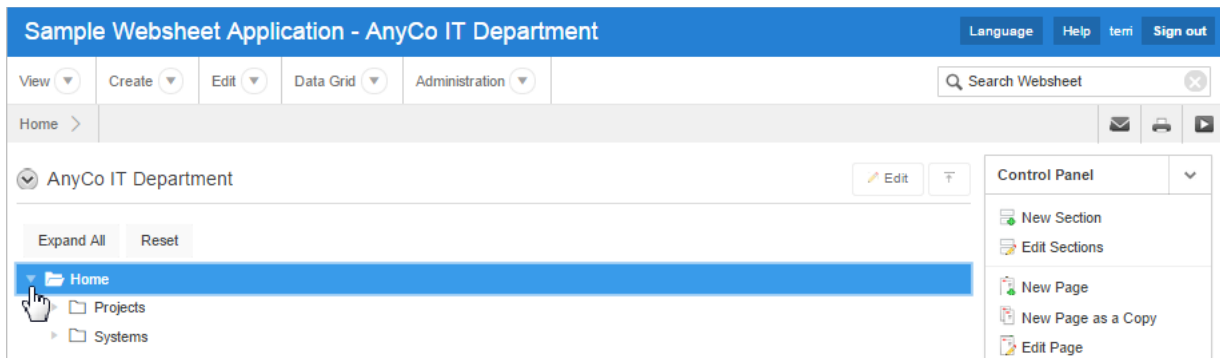 Sample Websheet Application - AnyCo IT Department
Language Help terri Sign out
View Create Edit Data Grid Administration
Search Websheet
Home
AnyCo IT Department
Edit
Control Panel
New Section
Expand All Reset
Edit Sections
Home
New Page
Projects
New Page as a Copy
Systems
Edit Page